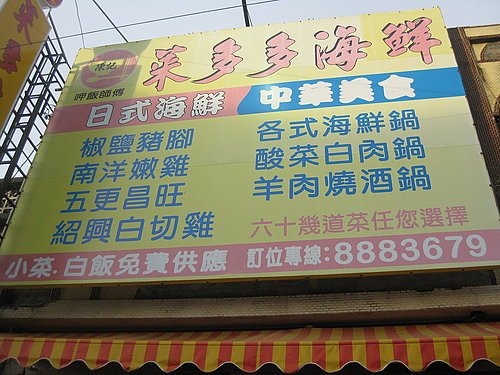 陳記
菜多多海鮮
呷飯師傅
日式海鮮
中華美食
椒鹽豬腳
南洋嫩雞
五更昌旺
紹興白切雞
各式海鮮鍋
酸菜白肉鍋
羊肉燒酒鍋
六十幾道菜任您選擇
小菜.白飯免費供應
訂位專線:8883679